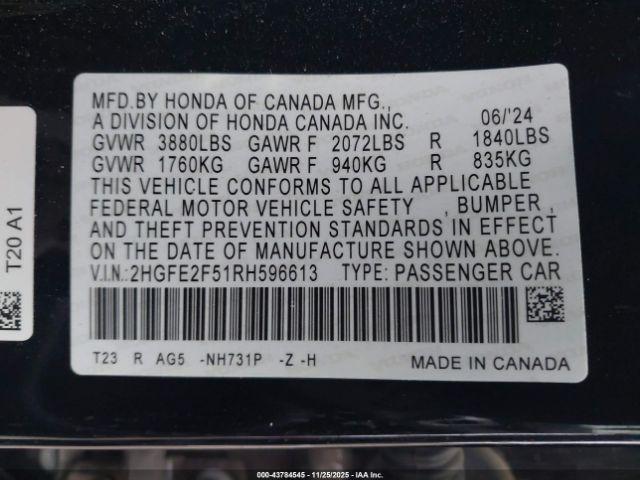 MFD.BY HONDA OF CANADA MFG.,
A DIVISION OF HONDA CANADA INC. 06/'24
GVWR 3880LBS GAWR F 2072LBS R 1840LBS
GVWR 1760KG GAWR F 940KG R 835KG
THIS VEHICLE CONFORMS TO ALL APPLICABLE
FEDERAL MOTOR VEHICLE SAFETY , BUMPER ,
AND THEFT PREVENTION STANDARDS IN EFFECT
ON THE DATE OF MANUFACTURE SHOWN ABOVE.
V.I.N.:2HGFE2F51RH596613 TYPE: PASSENGER CAR
T23 R AG5 -NH731P -Z -H MADE IN CANADA
T20 A1
000-43784545 - 11/25/2025 - IAA Inc.